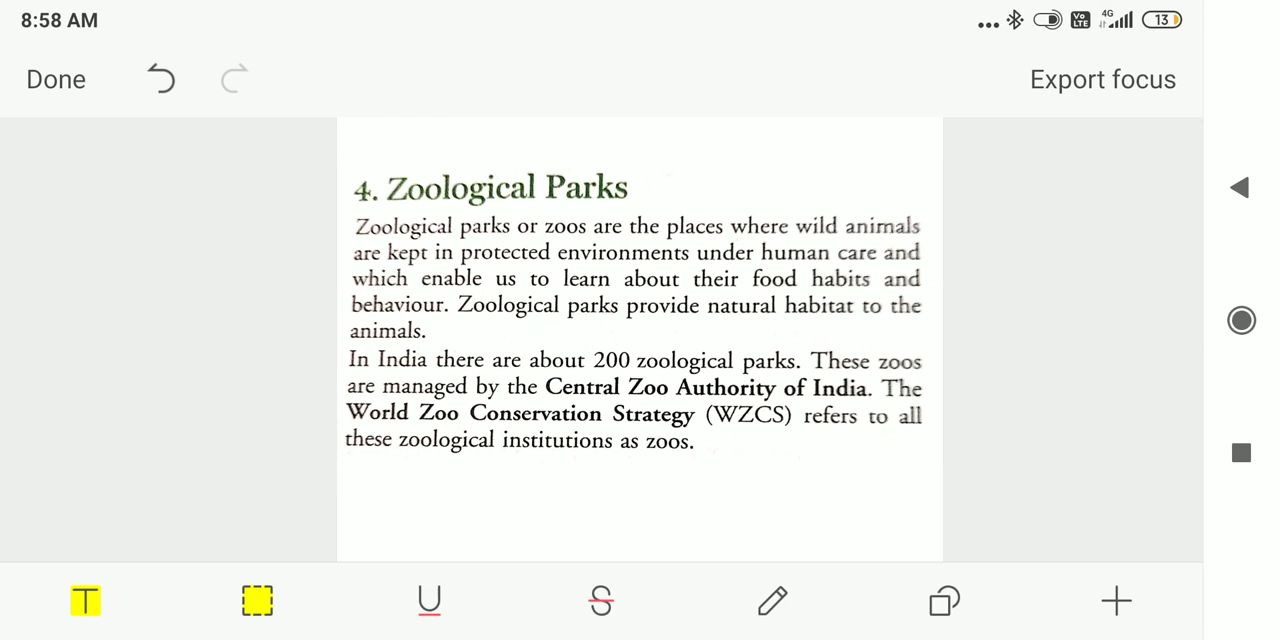 8:58 AM
Vo LTE 4G 13
Done Export focus
4. Zoological Parks
Zoological parks or zoos are the places where wild animals
are kept in protected environments under human care and
which enable us to learn about their food habits and
behaviour. Zoological parks provide natural habitat to the
animals.
In India there are about 200 zoological parks. These zoos
are managed by the Central Zoo Authority of India. The
World Zoo Conservation Strategy (WZCS) refers to all
these zoological institutions as zoos.
T U S